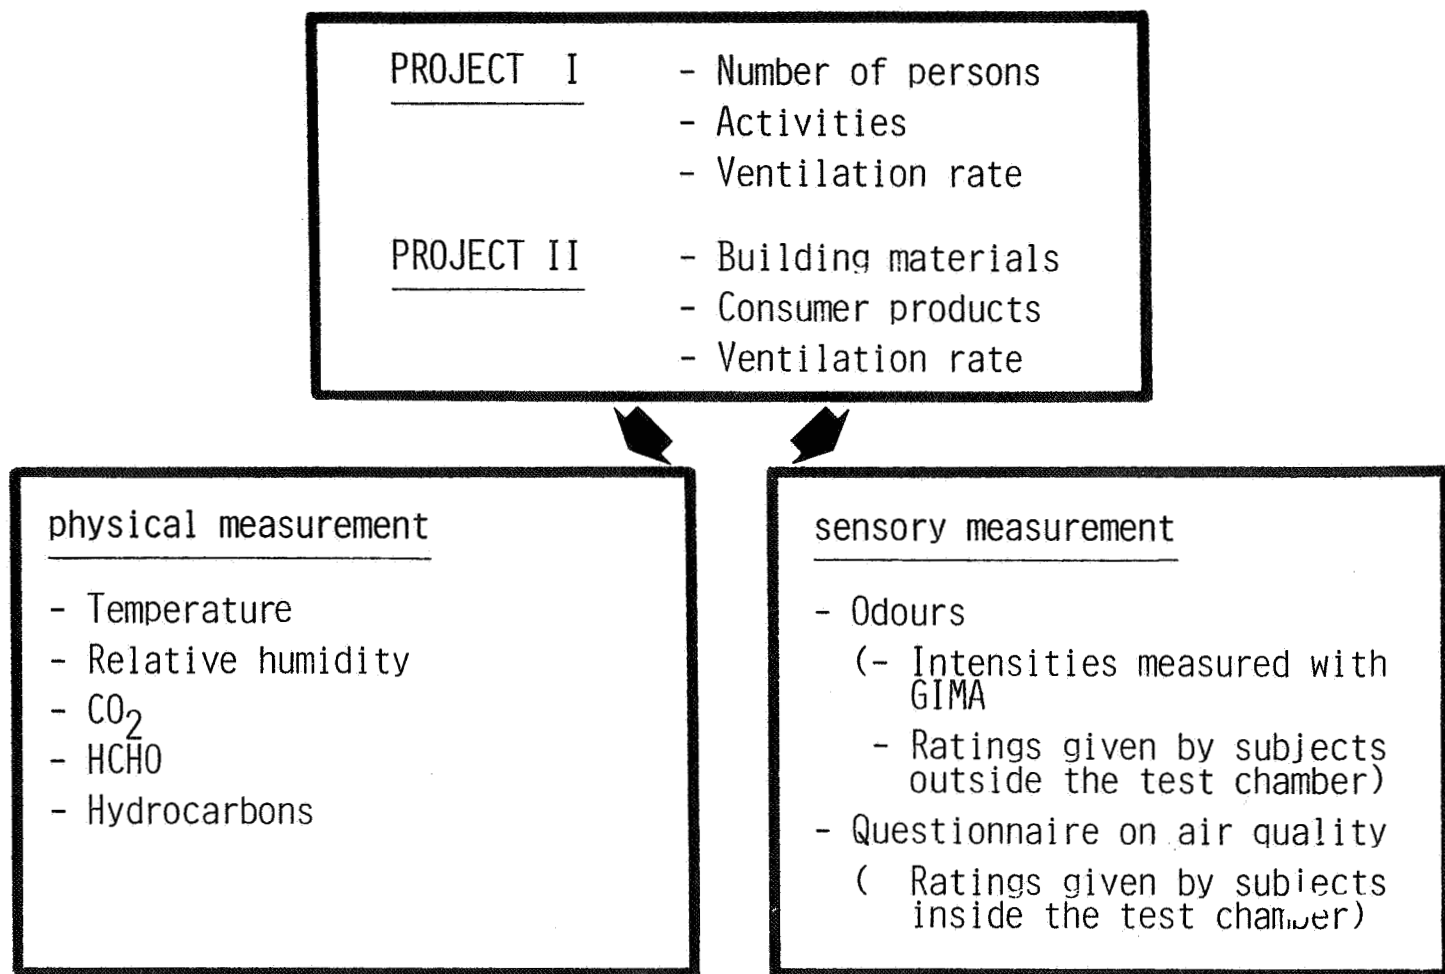 PROJECT I - Number of persons
- Activities
- Ventilation rate
PROJECT II - Building materials
- Consumer products
- Ventilation rate
physical measurement
- Temperature
- Relative humidity
- CO₂
- HCHO
- Hydrocarbons
sensory measurement
- Odours
(- Intensities measured with
GIMA
- Ratings given by subjects
outside the test chamber)
- Questionnaire on air quality
( Ratings given by subjects
inside the test chamber)